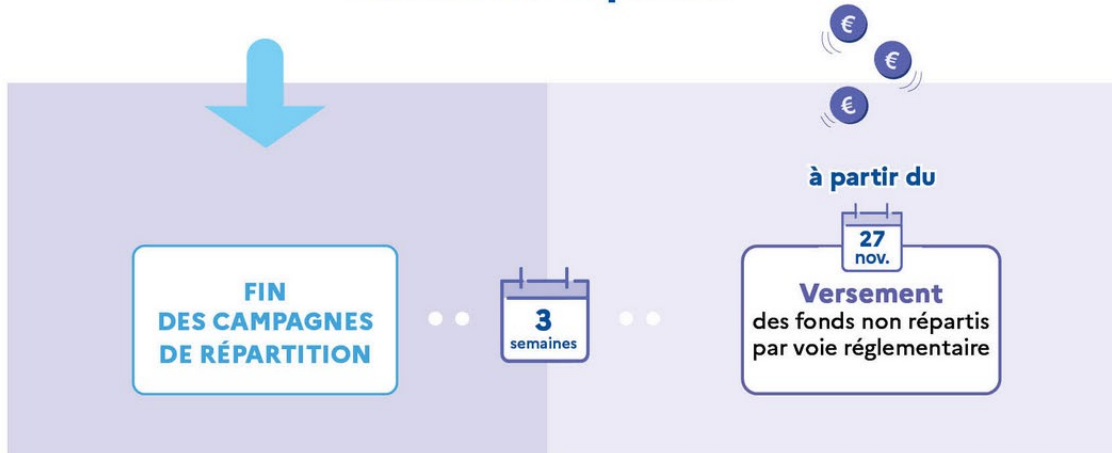 €
€
€
à partir du
27
nov.
FIN
DES CAMPAGNES
DE RÉPARTITION
3
semaines
Versement
des fonds non répartis
par voie réglementaire